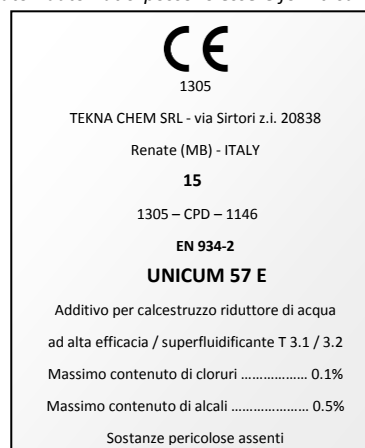 CE
1305
TEKNA CHEM SRL - via Sirtori z.i. 20838
Renate (MB) - ITALY
15
1305 – CPD – 1146
EN 934-2
UNICUM 57 E
Additivo per calcestruzzo riduttore di acqua
ad alta efficacia / superfluidificante T 3.1 / 3.2
Massimo contenuto di cloruri ……………… 0.1%
Massimo contenuto di alcali ………………… 0.5%
Sostanze pericolose assenti